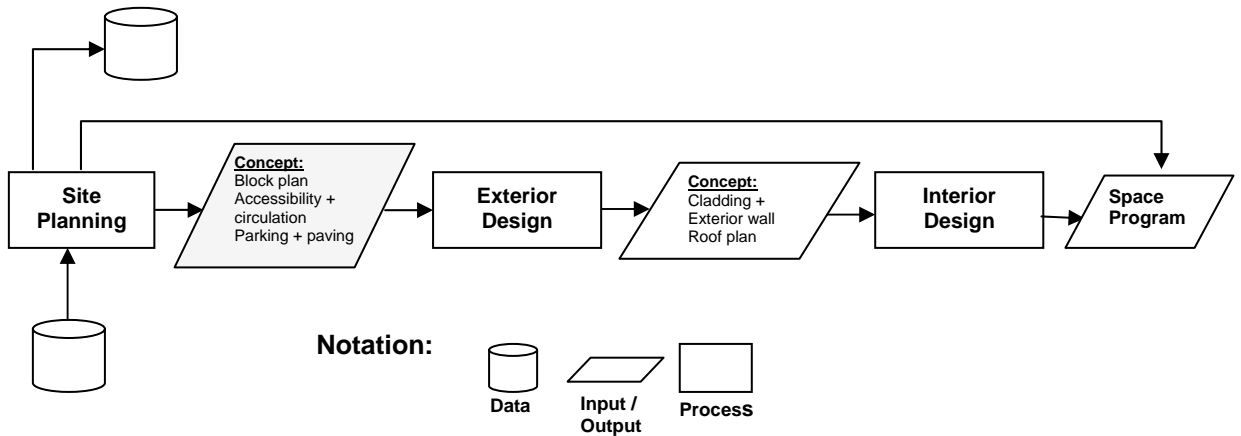 Site
Planning
Concept:
Block plan
Accessibility +
circulation
Parking + paving
Exterior
Design
Concept:
Cladding +
Exterior wall
Roof plan
Interior
Design
Space
Program
Notation:
Data
Input /
Output
Process